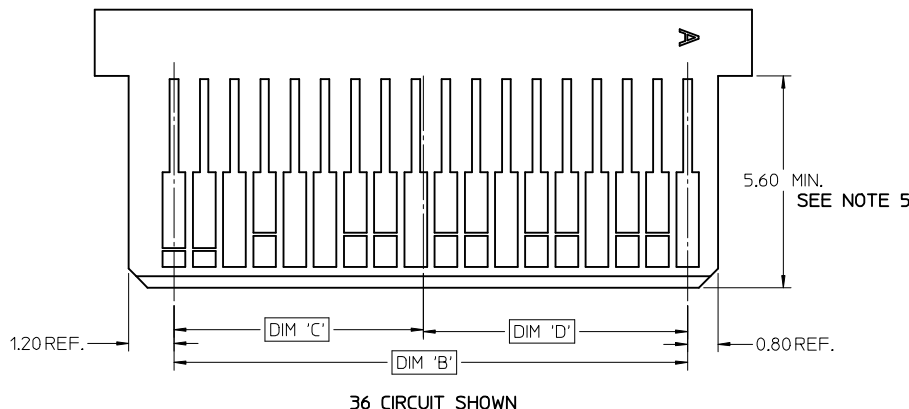 A
5.60 MIN.
SEE NOTE 5
DIM 'C'
DIM 'D'
1.20 REF.
0.80 REF.
DIM 'B'
36 CIRCUIT SHOWN